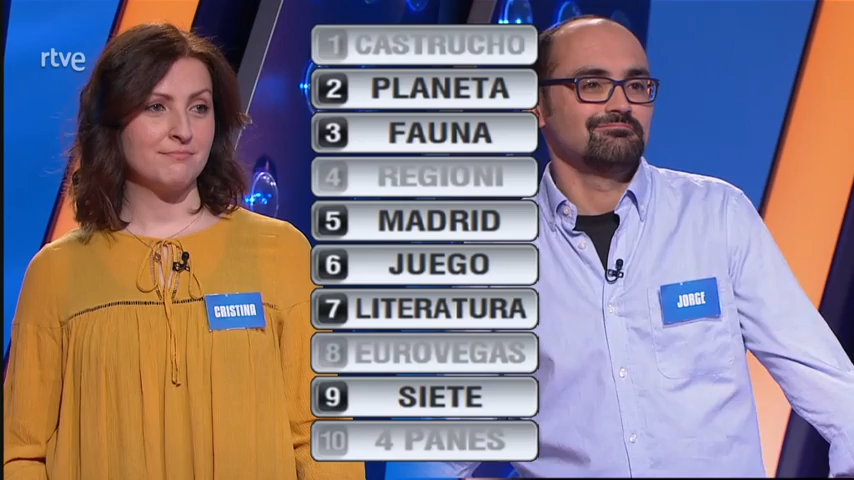 rtve
1 CASTRUCHO
2 PLANETA
3 FAUNA
4 REGIONI
5 MADRID
6 JUEGO
7 LITERATURA
8 EUROVEGAS
9 SIETE
10 4 PANES
CRISTINA
JORGE